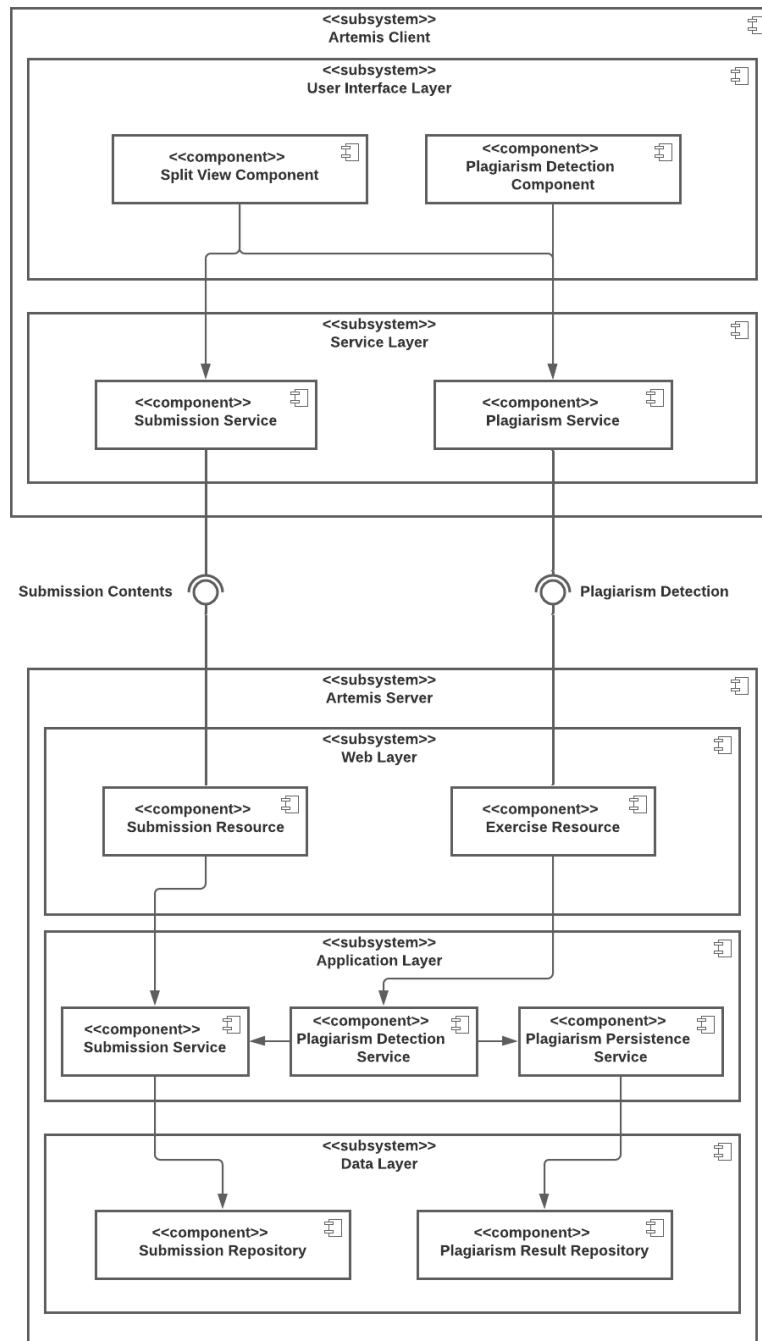 <<subsystem>>
Artemis Client
<<subsystem>>
User Interface Layer
<<component>>
Split View Component
<<component>>
Plagiarism Detection
Component
<<subsystem>>
Service Layer
<<component>>
Submission Service
<<component>>
Plagiarism Service
Submission Contents
Plagiarism Detection
<<subsystem>>
Artemis Server
<<subsystem>>
Web Layer
<<component>>
Submission Resource
<<component>>
Exercise Resource
<<subsystem>>
Application Layer
<<component>>
Submission Service
<<component>>
Plagiarism Detection
Service
<<component>>
Plagiarism Persistence
Service
<<subsystem>>
Data Layer
<<component>>
Submission Repository
<<component>>
Plagiarism Result Repository